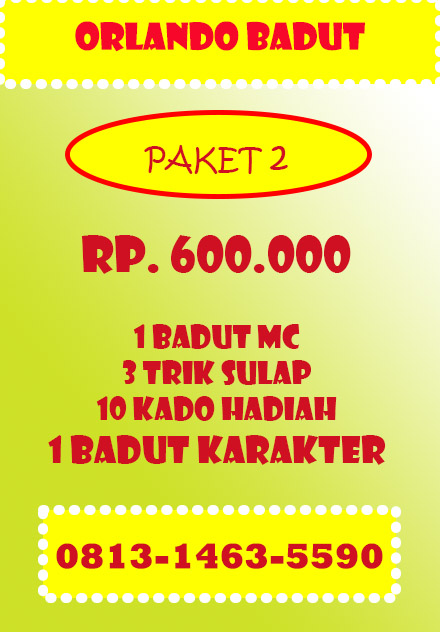 ORLANDO BADUT
PAKET 2
RP. 600.000
1 BADUT MC
3 TRIK SULAP
10 KADO HADIAH
1 BADUT KARAKTER
0813-1463-5590